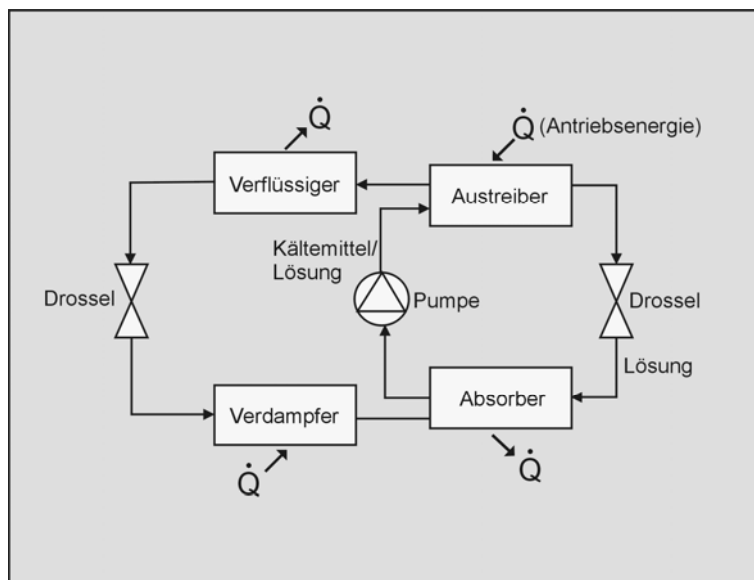 Q̇
Q̇ (Antriebsenergie)
Verflüssiger
Austreiber
Kältemittel/
Lösung
Drossel
Pumpe
Drossel
Lösung
Verdampfer
Absorber
Q̇
Q̇